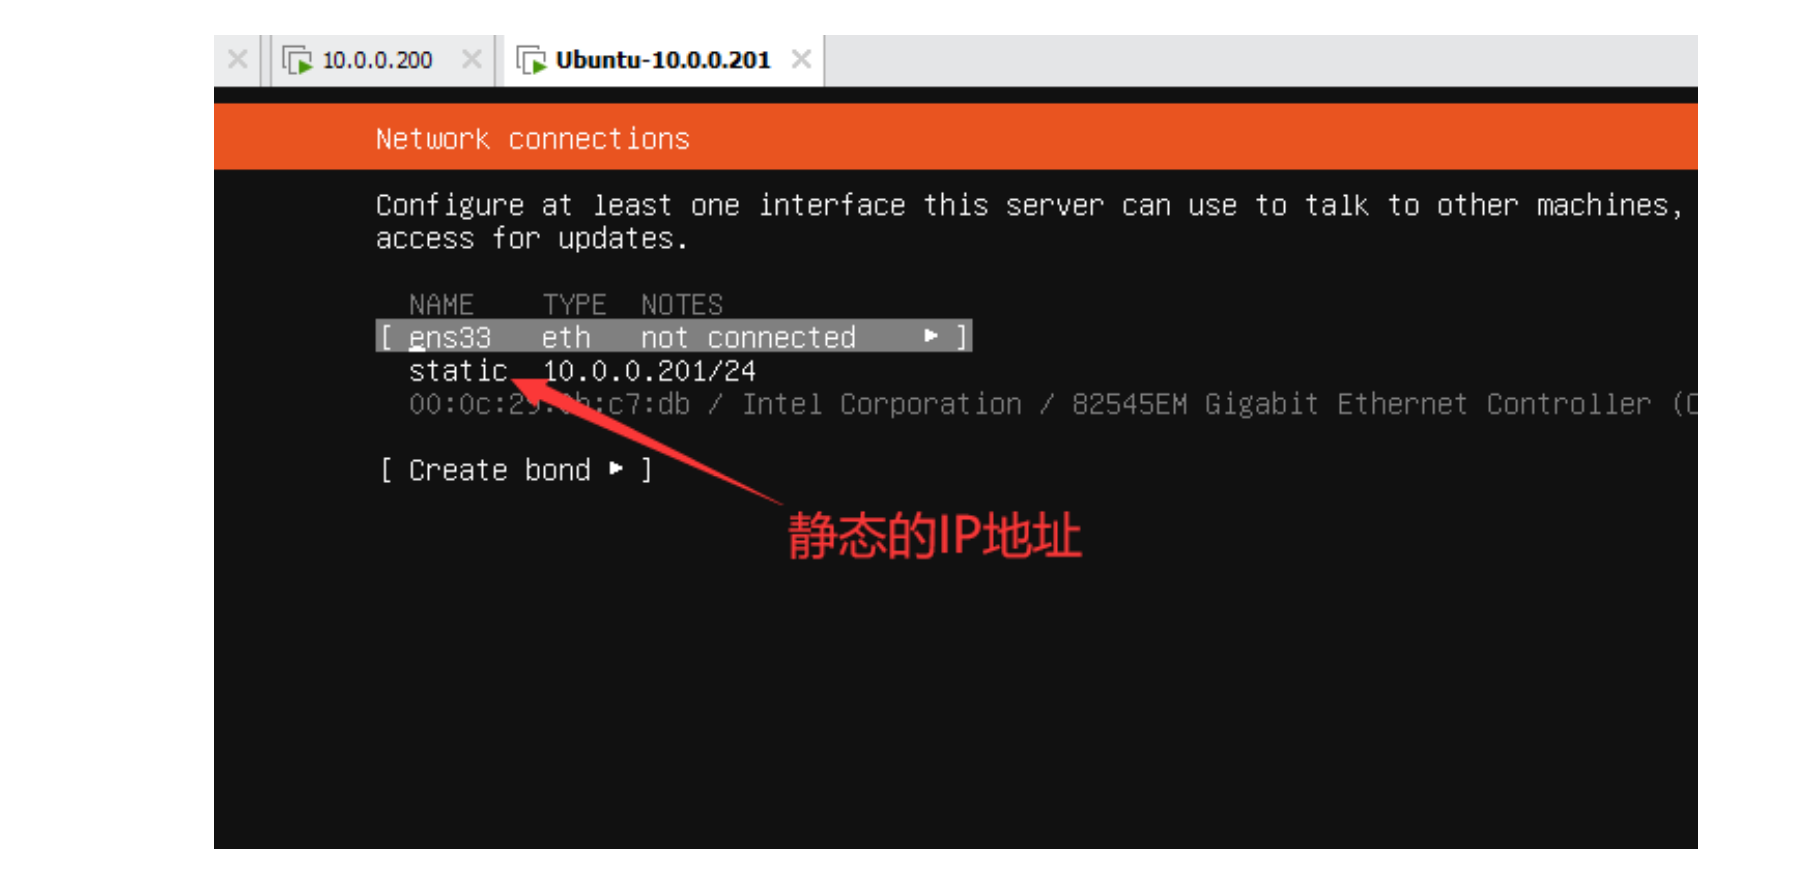 10.0.0.200 Ubuntu-10.0.0.201
Network connections
Configure at least one interface this server can use to talk to other machines,
access for updates.
NAME TYPE NOTES
[ ens33 eth not connected ▸ ]
static 10.0.0.201/24
00:0c:29: :c7:db / Intel Corporation / 82545EM Gigabit Ethernet Controller (C
[ Create bond ▸ ]
静态的IP地址